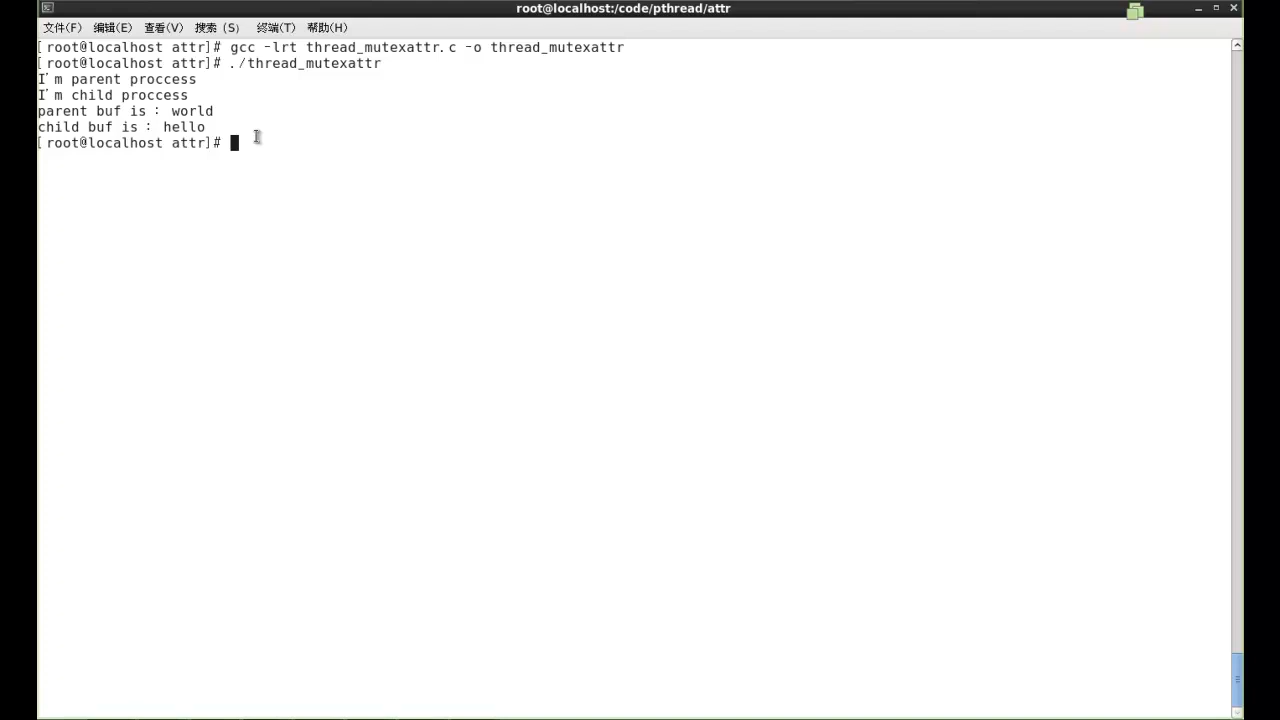 root@localhost:/code/pthread/attr
文件(F) 编辑(E) 查看(V) 搜索 (S) 终端(T) 帮助(H)
[root@localhost attr]# gcc -lrt thread_mutexattr.c -o thread_mutexattr
[root@localhost attr]# ./thread_mutexattr
I'm parent proccess
I'm child proccess
parent buf is : world
child buf is : hello
[root@localhost attr]#